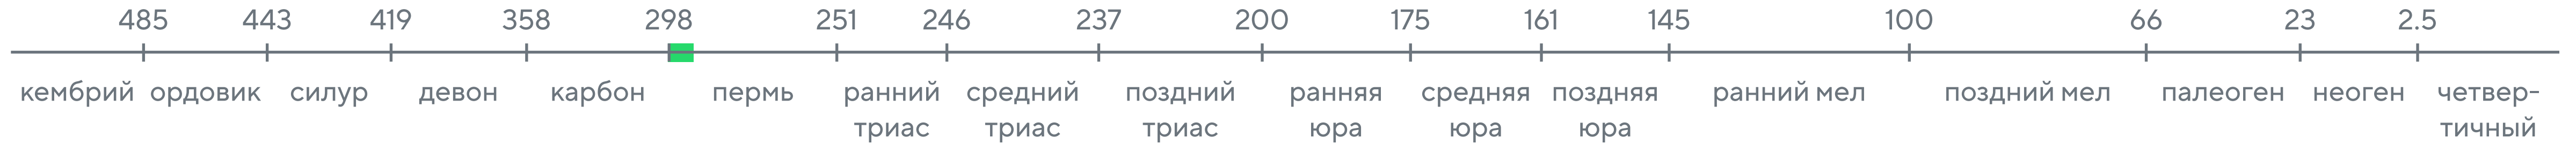 485 443 419 358 298 251 246 237 200 175 161 145 100 66 23 2.5
кембрий ордовик силур девон карбон пермь ранний средний поздний ранняя средняя поздняя ранний мел поздний мел палеоген неоген четвер-
триас триас триас юра юра юра тичный